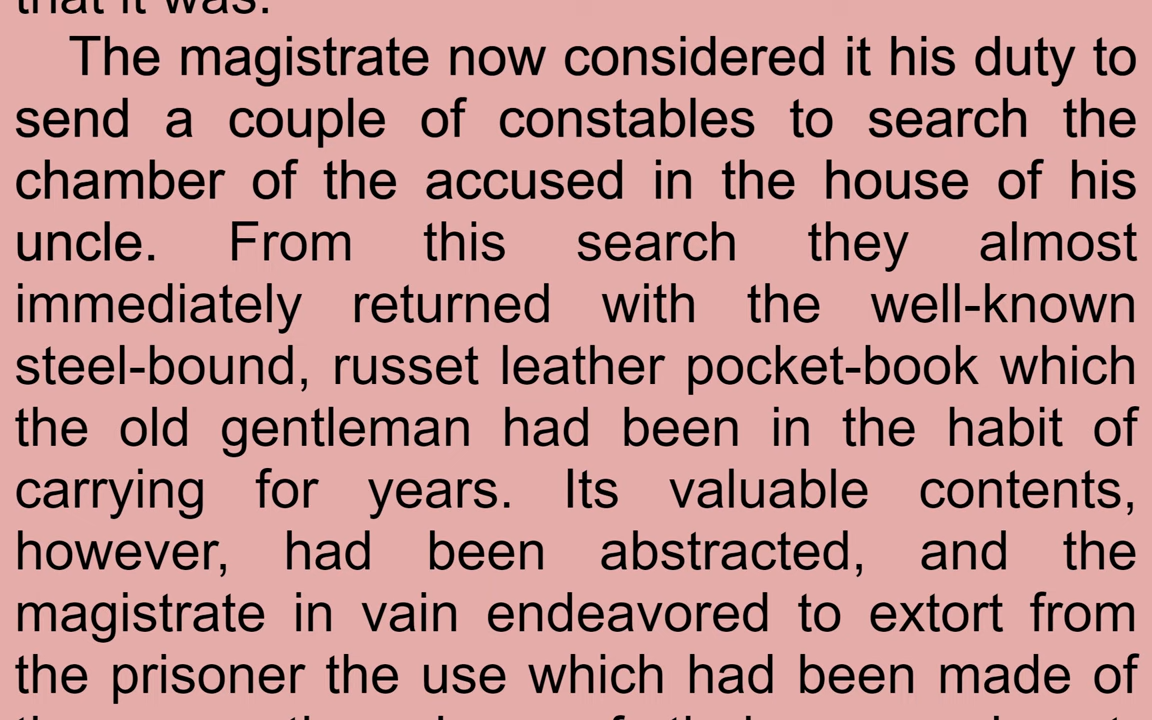 that it was.
The magistrate now considered it his duty to
send a couple of constables to search the
chamber of the accused in the house of his
uncle. From this search they almost
immediately returned with the well-known
steel-bound, russet leather pocket-book which
the old gentleman had been in the habit of
carrying for years. Its valuable contents,
however, had been abstracted, and the
magistrate in vain endeavored to extort from
the prisoner the use which had been made of